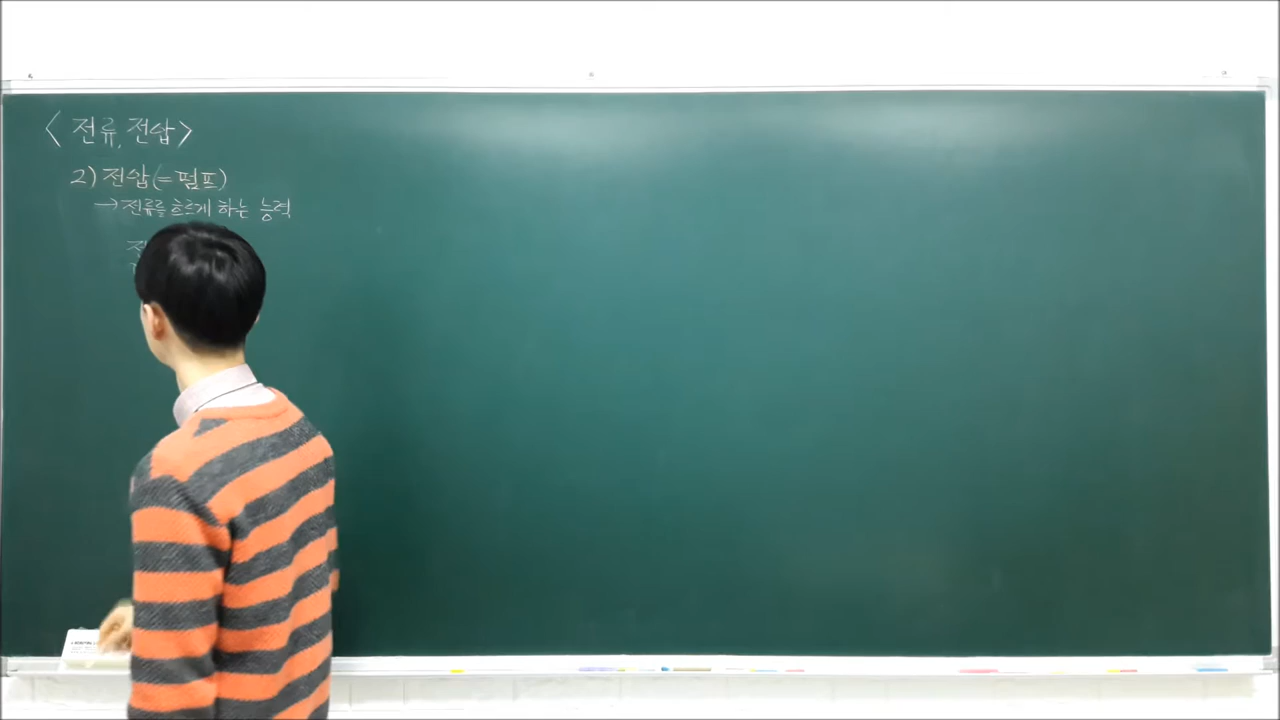 <전류, 전압>
2) 전압(=펌프)
→전류를 흐르게 하는 능력